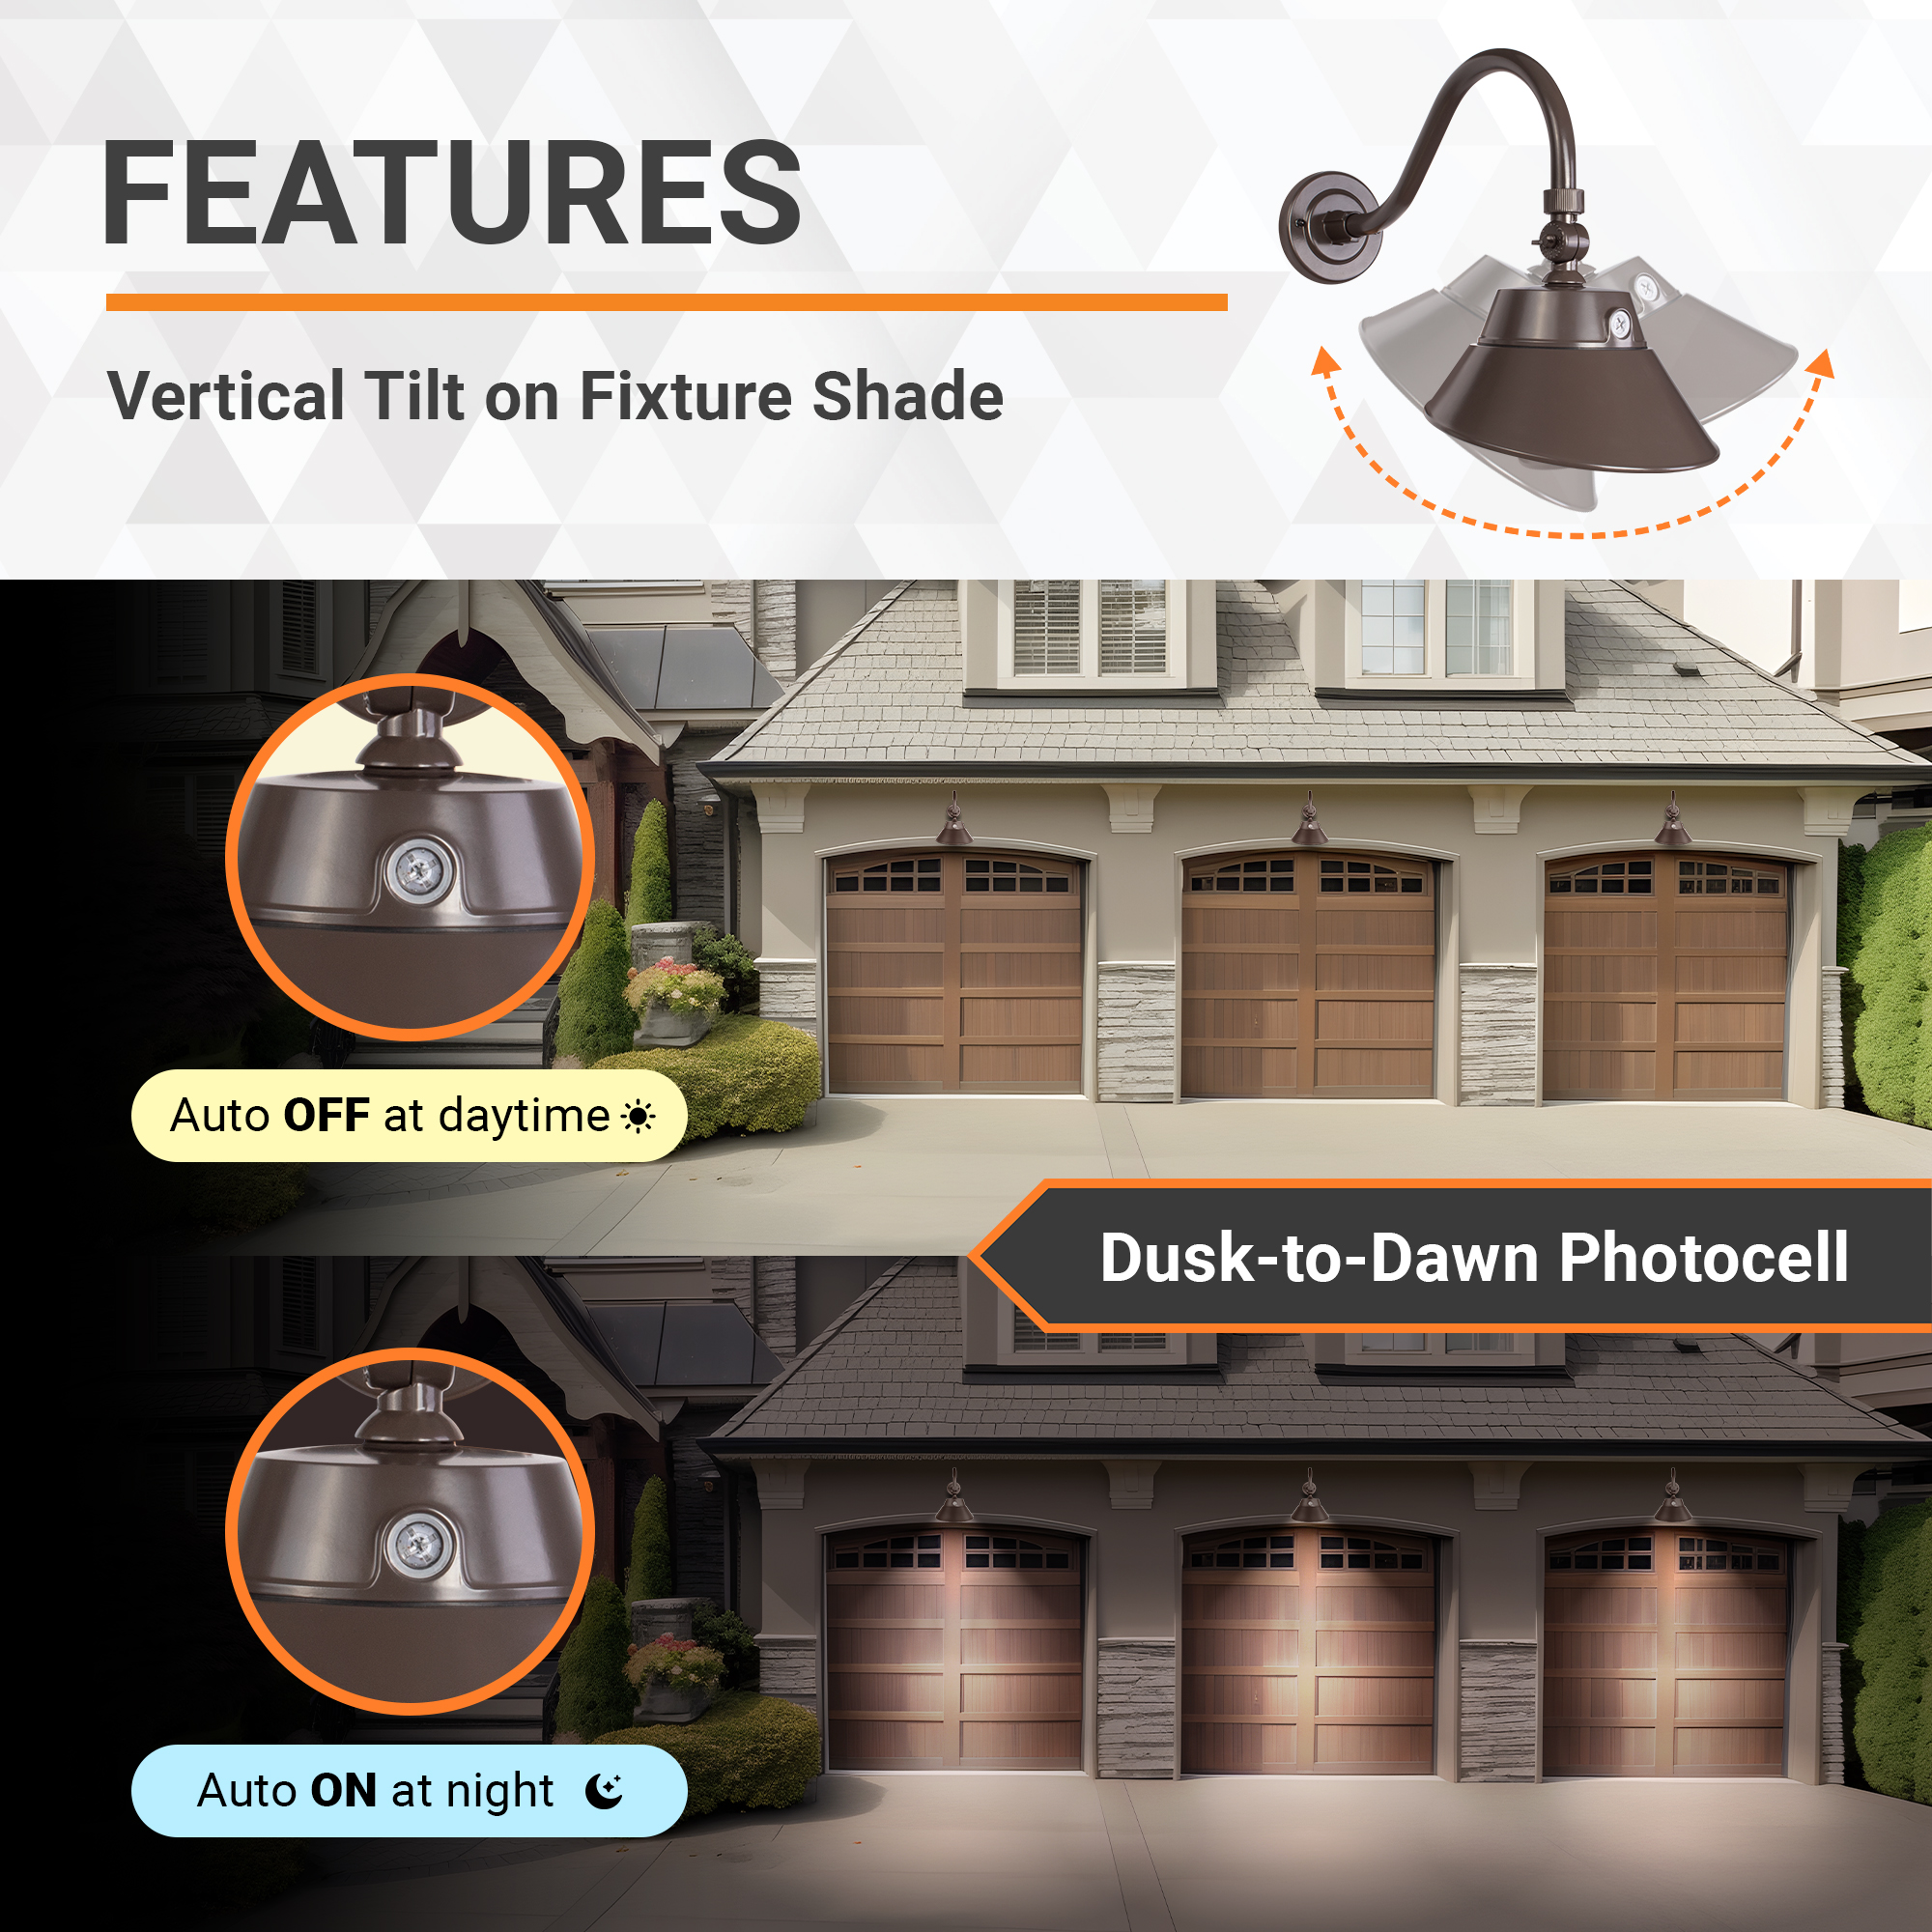 FEATURES
Vertical Tilt on Fixture Shade
Auto OFF at daytime
Dusk-to-Dawn Photocell
Auto ON at night